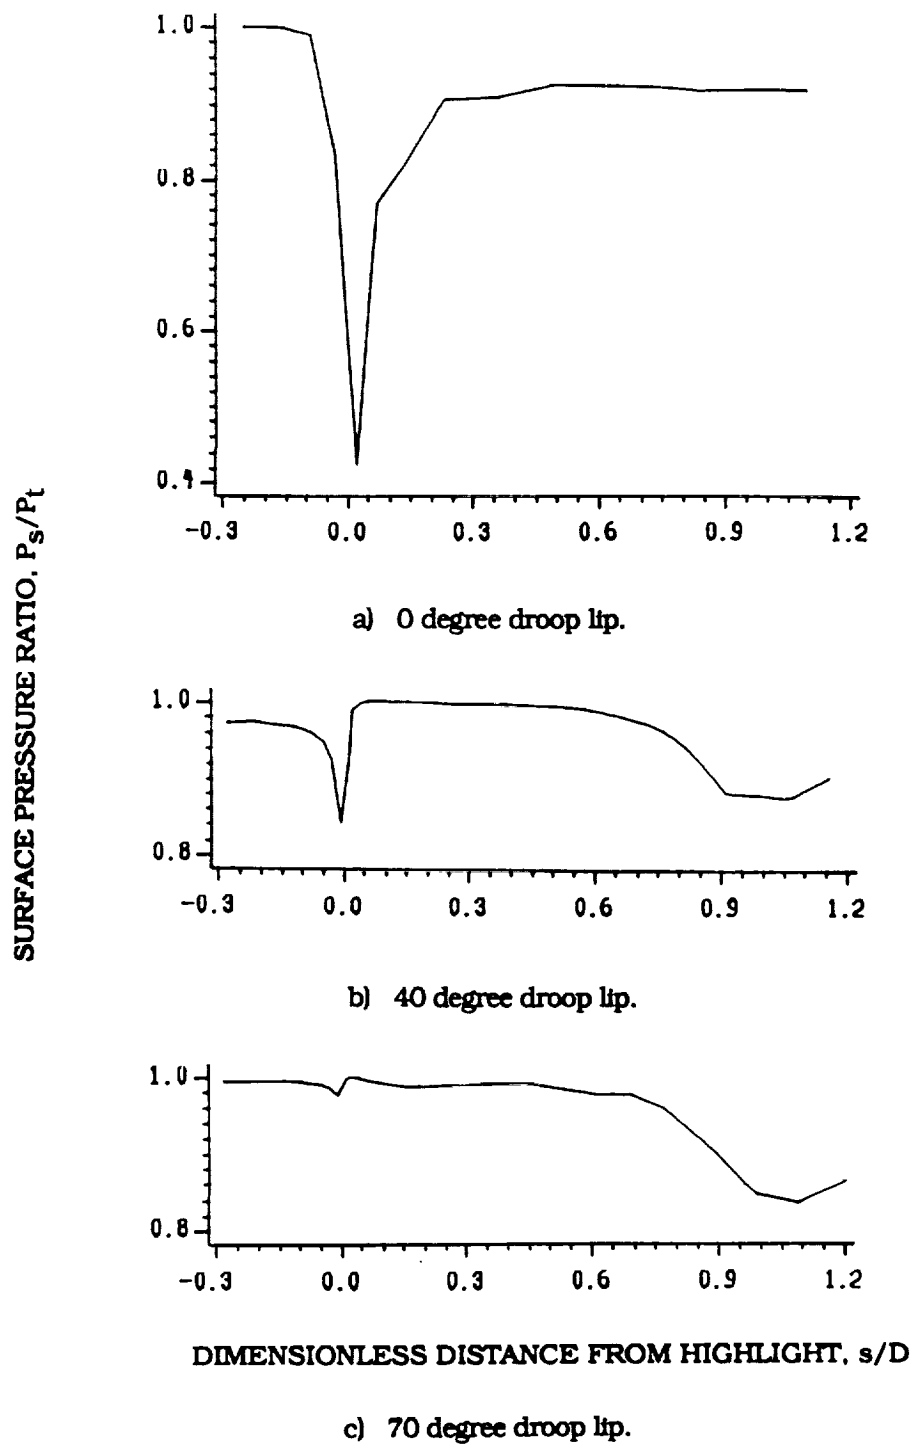 SURFACE PRESSURE RATIO, Ps/Pt
1.0
0.8
0.6
0.4
-0.3 0.0 0.3 0.6 0.9 1.2
a) 0 degree droop lip.
1.0
0.8
-0.3 0.0 0.3 0.6 0.9 1.2
b) 40 degree droop lip.
1.0
0.8
-0.3 0.0 0.3 0.6 0.9 1.2
DIMENSIONLESS DISTANCE FROM HIGHLIGHT, s/D
c) 70 degree droop lip.